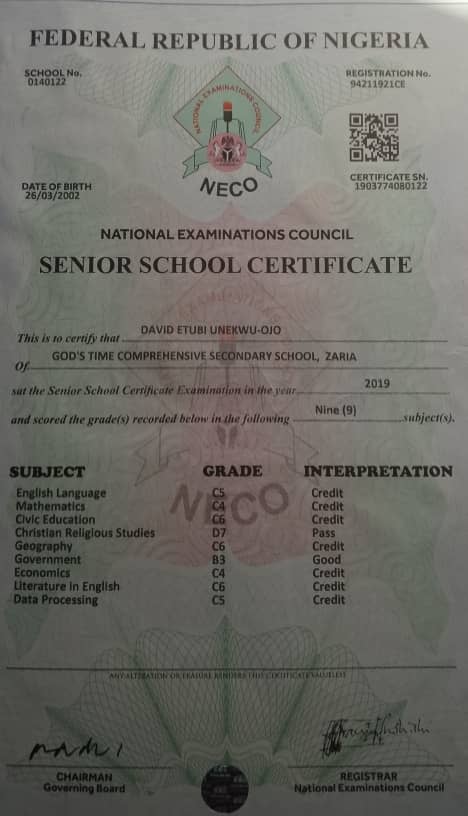 FEDERAL REPUBLIC OF NIGERIA
SCHOOL No.
0140122
REGISTRATION No.
94211921CE
NATIONAL EXAMINATIONS COUNCIL
NECO
DATE OF BIRTH
26/03/2002
CERTIFICATE SN.
1903774080122
NATIONAL EXAMINATIONS COUNCIL
SENIOR SCHOOL CERTIFICATE
This is to certify that DAVID ETUBI UNEKWU-OJO
Of GOD'S TIME COMPREHENSIVE SECONDARY SCHOOL, ZARIA
sat the Senior School Certificate Examination in the year 2019
and scored the grade(s) recorded below in the following Nine (9) subject(s).
SUBJECT GRADE INTERPRETATION
English Language C5 Credit
Mathematics C4 Credit
Civic Education C6 Credit
Christian Religious Studies D7 Pass
Geography C6 Credit
Government B3 Good
Economics C4 Credit
Literature in English C6 Credit
Data Processing C5 Credit
NECO
ANY ALTERATION OR ERASURE RENDERS THIS CERTIFICATE VALUELESS
CHAIRMAN
Governing Board
REGISTRAR
National Examinations Council